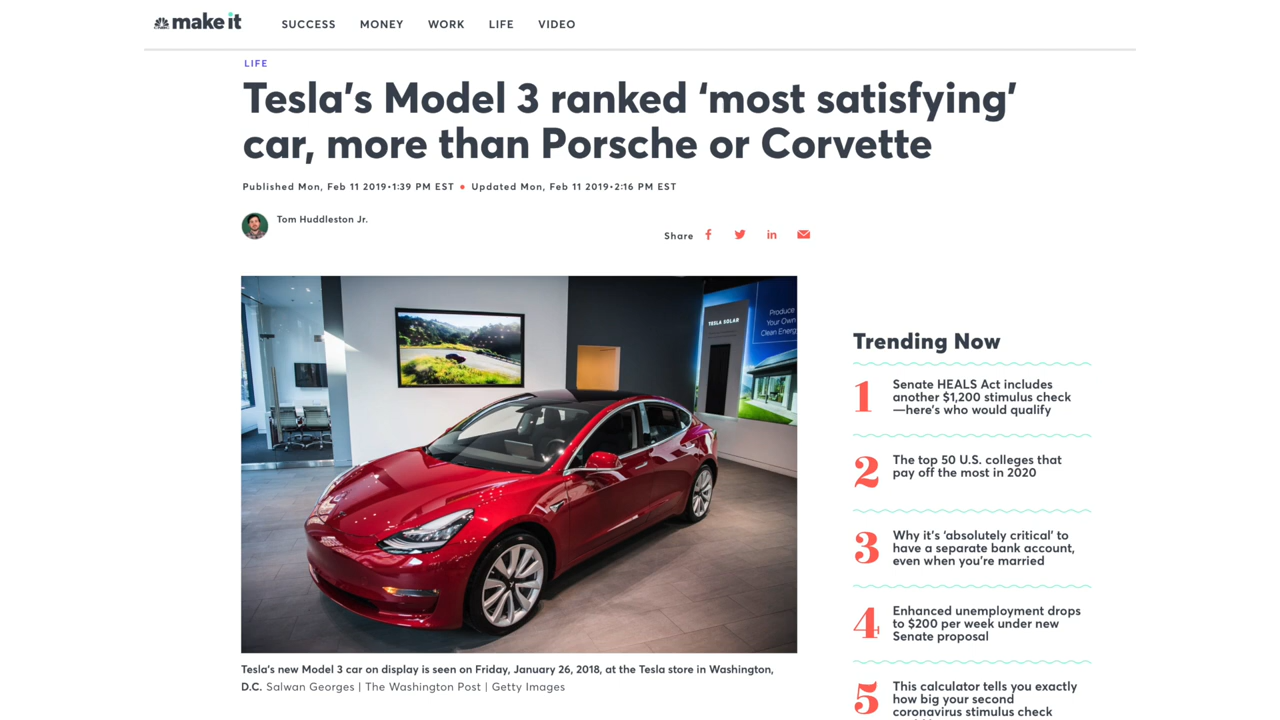 make it
SUCCESS MONEY WORK LIFE VIDEO
LIFE
Tesla's Model 3 ranked 'most satisfying'
car, more than Porsche or Corvette
Published Mon, Feb 11 2019•1:39 PM EST • Updated Mon, Feb 11 2019•2:16 PM EST
Tom Huddleston Jr.
Share
TESLA SOLAR
Produce
Your Own
Clean Energ
Tesla's new Model 3 car on display is seen on Friday, January 26, 2018, at the Tesla store in Washington,
D.C. Salwan Georges | The Washington Post | Getty Images
Trending Now
1
Senate HEALS Act includes
another $1,200 stimulus check
—here's who would qualify
2
The top 50 U.S. colleges that
pay off the most in 2020
3
Why it's 'absolutely critical' to
have a separate bank account,
even when you're married
4
Enhanced unemployment drops
to $200 per week under new
Senate proposal
5
This calculator tells you exactly
how big your second
coronavirus stimulus check